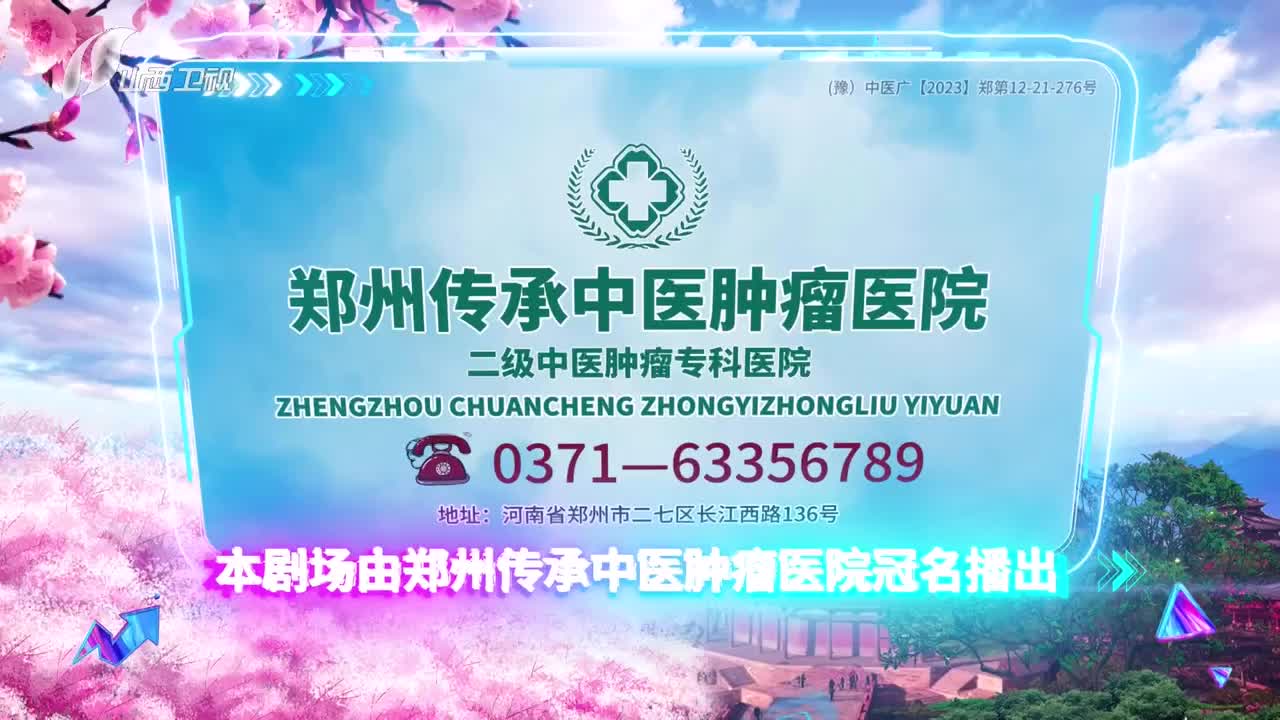 山西卫视
(豫）中医广【2023】郑第12-21-276号
郑州传承中医肿瘤医院
二级中医肿瘤专科医院
ZHENGZHOU CHUANCHENG ZHONGYIZHONGLIU YIYUAN
0371—63356789
地址：河南省郑州市二七区长江西路136号
本剧场由郑州传承中医肿瘤医院冠名播出